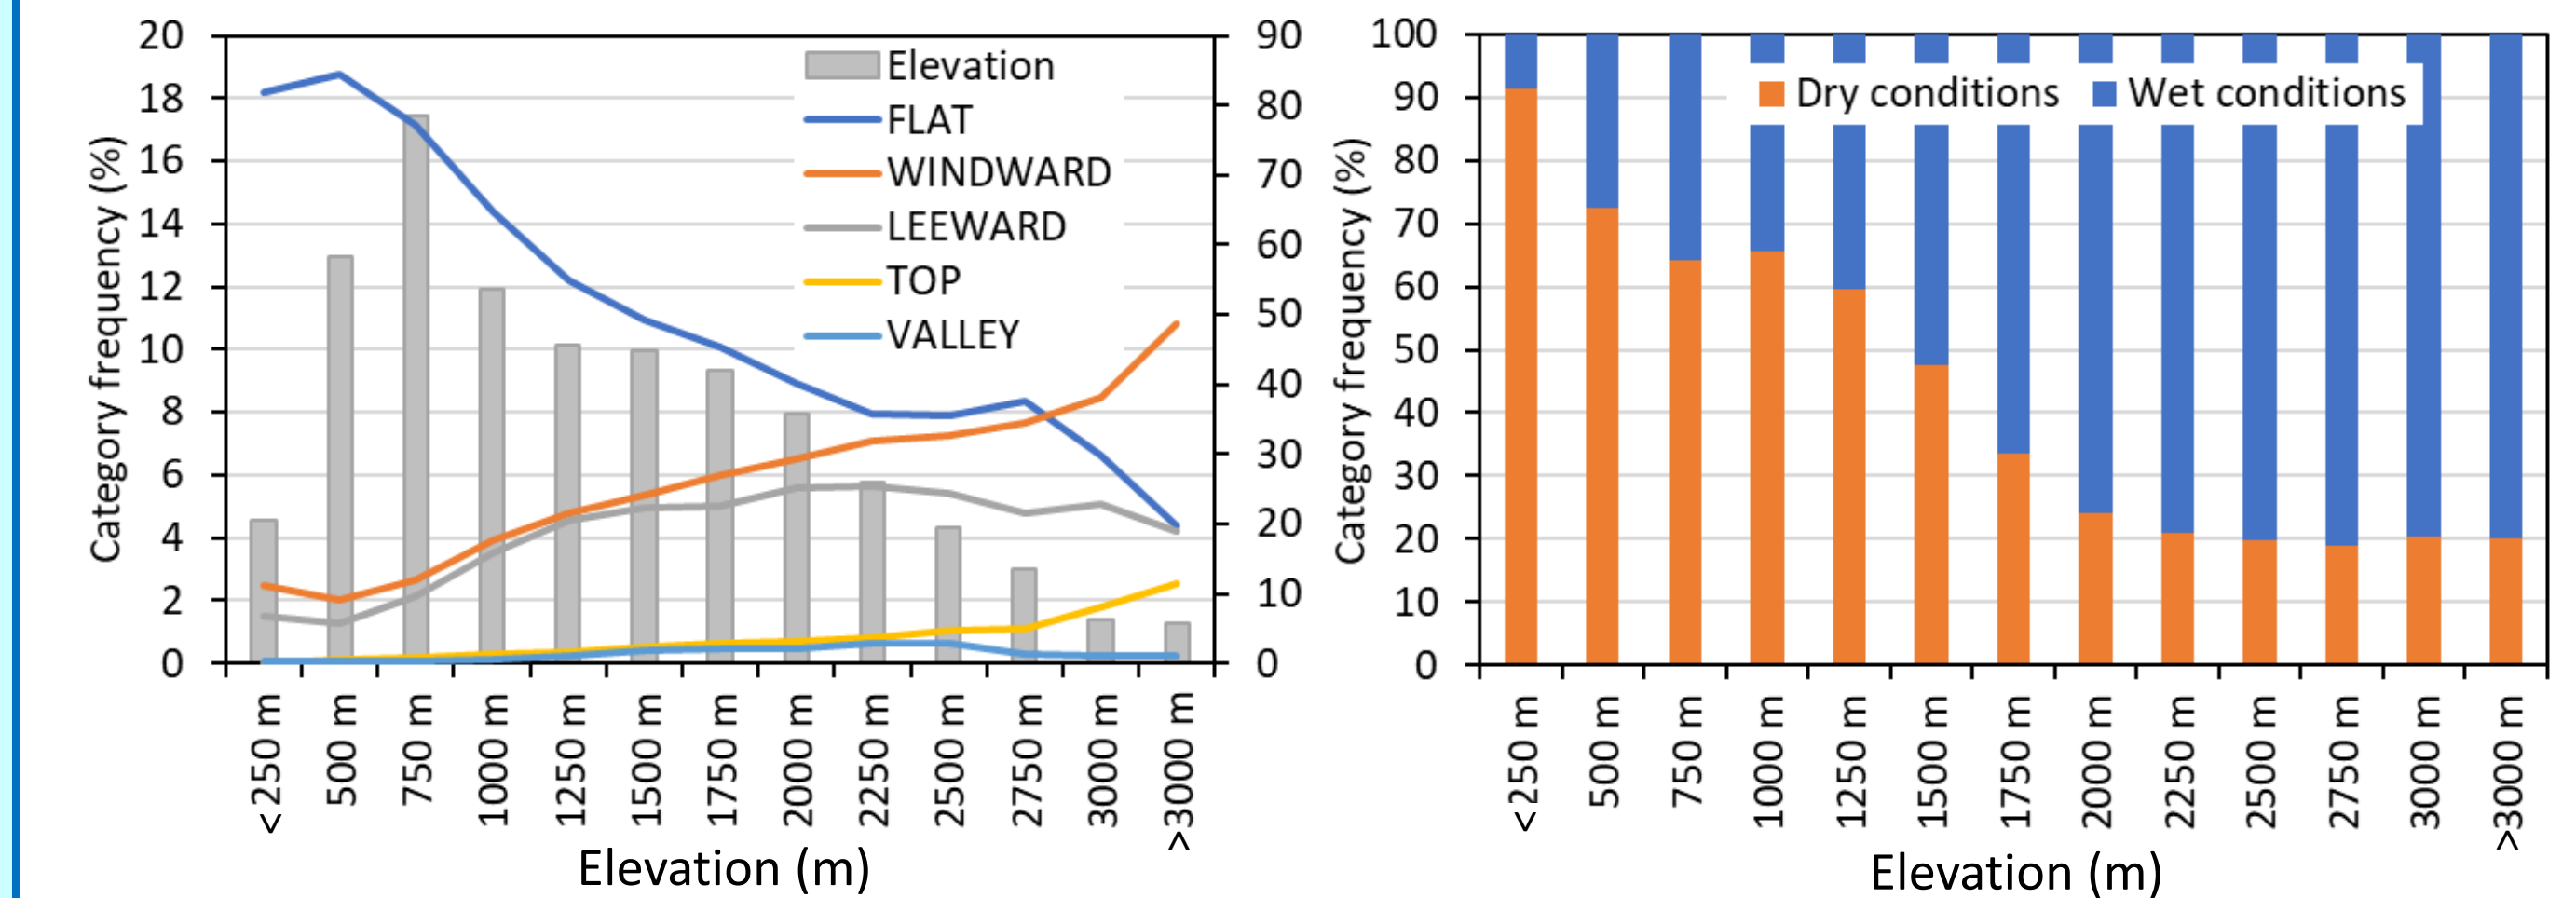 20
18
16
14
12
10
8
6
4
2
0
Category frequency (%)
Elevation
FLAT
WINDWARD
LEEWARD
TOP
VALLEY
90
80
70
60
50
40
30
20
10
0
<250 m
500 m
750 m
1000 m
1250 m
1500 m
1750 m
2000 m
2250 m
2500 m
2750 m
3000 m
>3000 m
Elevation (m)
100
90
80
70
60
50
40
30
20
10
0
Category frequency (%)
Dry conditions
Wet conditions
<250 m
500 m
750 m
1000 m
1250 m
1500 m
1750 m
2000 m
2250 m
2500 m
2750 m
3000 m
>3000 m
Elevation (m)